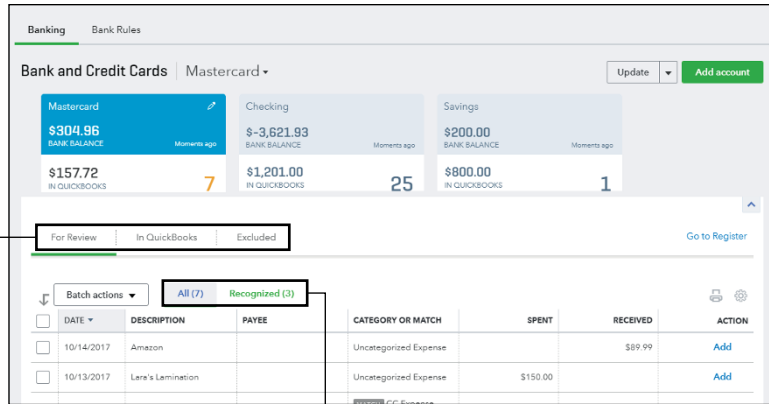 Banking Bank Rules
Bank and Credit Cards Mastercard Update Add account
Mastercard Checking Savings
$304.96 $-3,621.93 $200.00
BANK BALANCE Moments ago BANK BALANCE Moments ago BANK BALANCE Moments ago
$157.72 7 $1,201.00 25 $800.00 1
IN QUICKBOOKS IN QUICKBOOKS IN QUICKBOOKS
For Review In QuickBooks Excluded Go to Register
Batch actions All (7) Recognized (3)
DATE DESCRIPTION PAYEE CATEGORY OR MATCH SPENT RECEIVED ACTION
10/14/2017 Amazon Uncategorized Expense $89.99 Add
10/13/2017 Lara's Lamination Uncategorized Expense $150.00 Add
CC Expense